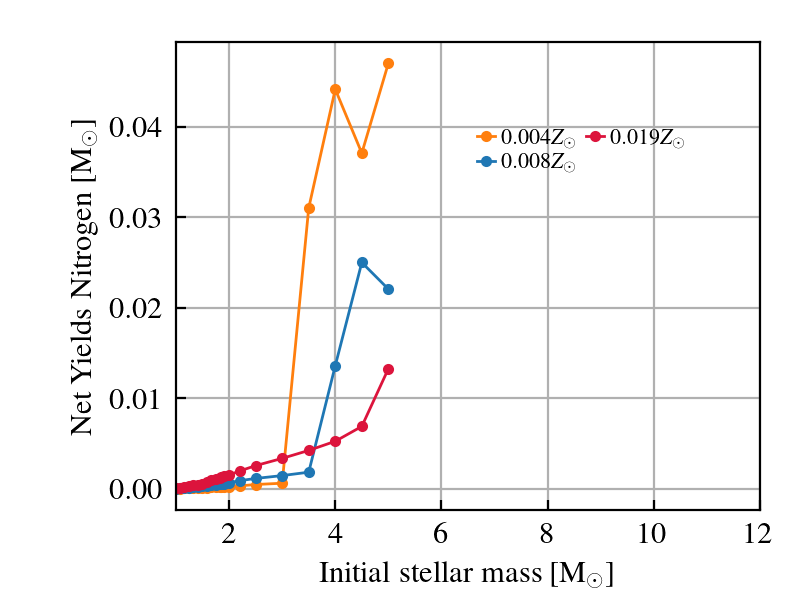 0.04
0.03
0.02
0.01
0.00
Net Yields Nitrogen [M☉]
0.004Z☉ 0.019Z☉
0.008Z☉
2 4 6 8 10 12
Initial stellar mass [M☉]